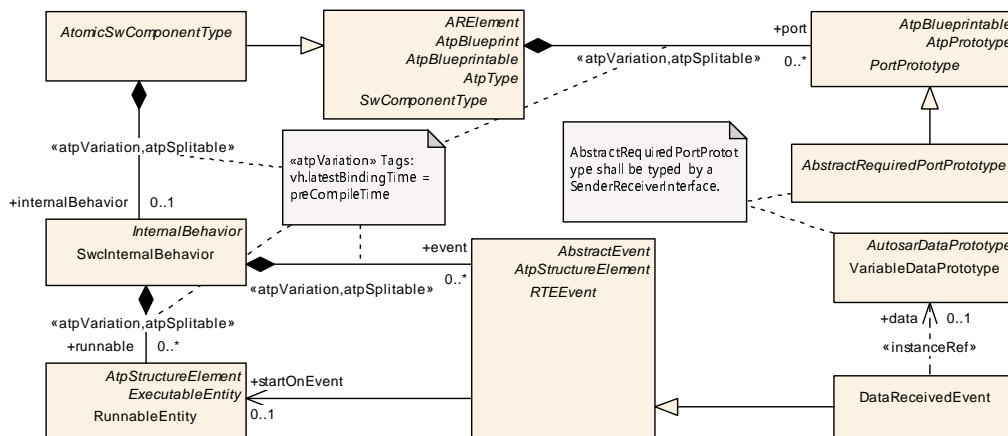 AtomicSwComponentType
ARElement
AtpBlueprint
AtpBlueprintable
AtpType
SwComponentType
+port
0..*
«atpVariation,atpSplitable»
AtpBlueprintable
AtpPrototype
PortPrototype
«atpVariation,atpSplitable»
«atpVariation» Tags:
vh.latestBindingTime =
preCompileTime
AbstractRequiredPortProtot

ype shall be typed by a
SenderReceiverInterface.
AbstractRequiredPortPrototype
+internalBehavior
0..1
InternalBehavior
SwcInternalBehavior
+event
0..*
«atpVariation,atpSplitable»
AbstractEvent
AtpStructureElement
RTEEvent
AutosarDataPrototype
VariableDataPrototype
+data
0..1
«instanceRef»
«atpVariation,atpSplitable»
+runnable
0..*
AtpStructureElement
ExecutableEntity
RunnableEntity
+startOnEvent
0..1
DataReceivedEvent